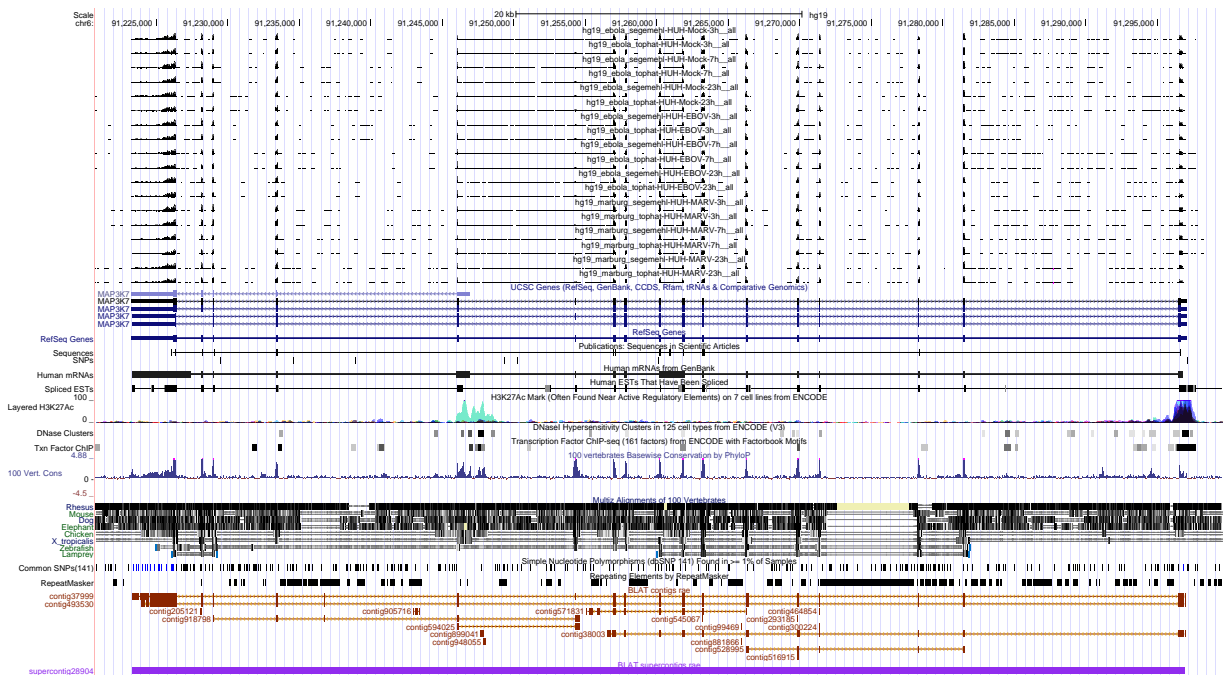 Scale 20 kb hg19
chr6: 91,225,000 91,230,000 91,235,000 91,240,000 91,245,000 91,250,000 91,255,000 91,260,000 91,265,000 91,270,000 91,275,000 91,280,000 91,285,000 91,290,000 91,295,000
hg19_ebola_segemehl-HUH-Mock-3h__all
hg19_ebola_tophat-HUH-Mock-3h__all
hg19_ebola_segemehl-HUH-Mock-7h__all
hg19_ebola_tophat-HUH-Mock-7h__all
hg19_ebola_segemehl-HUH-Mock-23h__all
hg19_ebola_tophat-HUH-Mock-23h__all
hg19_ebola_segemehl-HUH-EBOV-3h__all
hg19_ebola_tophat-HUH-EBOV-3h__all
hg19_ebola_segemehl-HUH-EBOV-7h__all
hg19_ebola_tophat-HUH-EBOV-7h__all
hg19_ebola_segemehl-HUH-EBOV-23h__all
hg19_ebola_tophat-HUH-EBOV-23h__all
hg19_marburg_segemehl-HUH-MARV-3h__all
hg19_marburg_tophat-HUH-MARV-3h__all
hg19_marburg_segemehl-HUH-MARV-7h__all
hg19_marburg_tophat-HUH-MARV-7h__all
hg19_marburg_segemehl-HUH-MARV-23h__all
hg19_marburg_tophat-HUH-MARV-23h__all
UCSC Genes (RefSeq, GenBank, CCDS, Rfam, tRNAs & Comparative Genomics)
MAP3K7
MAP3K7
MAP3K7
MAP3K7
MAP3K7
RefSeq Genes
RefSeq Genes
Publications: Sequences in Scientific Articles
Sequences
SNPs
Human mRNAs from GenBank
Human mRNAs
Human ESTs That Have Been Spliced
Spliced ESTs
H3K27Ac Mark (Often Found Near Active Regulatory Elements) on 7 cell lines from ENCODE
100 _
Layered H3K27Ac
0 _
DNaseI Hypersensitivity Clusters in 125 cell types from ENCODE (V3)
DNase Clusters
Transcription Factor ChIP-seq (161 factors) from ENCODE with Factorbook Motifs
Txn Factor ChIP
100 vertebrates Basewise Conservation by PhyloP
4.88 _
100 Vert. Cons
0 -
-4.5 _
Multiz Alignments of 100 Vertebrates
Rhesus
Mouse
Dog
Elephant
Chicken
X_tropicalis
Zebrafish
Lamprey
Simple Nucleotide Polymorphisms (dbSNP 141) Found in >= 1% of Samples
Common SNPs(141)
Repeating Elements by RepeatMasker
RepeatMasker
BLAT contigs rae
contig37999
contig493530
contig205121 contig905716 contig571831 contig464854
contig918798 contig545067 contig293185
contig594025 contig99469 contig300224
contig899041 contig38003
contig948055 contig881866
contig528995
contig516915
BLAT supercontigs rae
supercontig28904